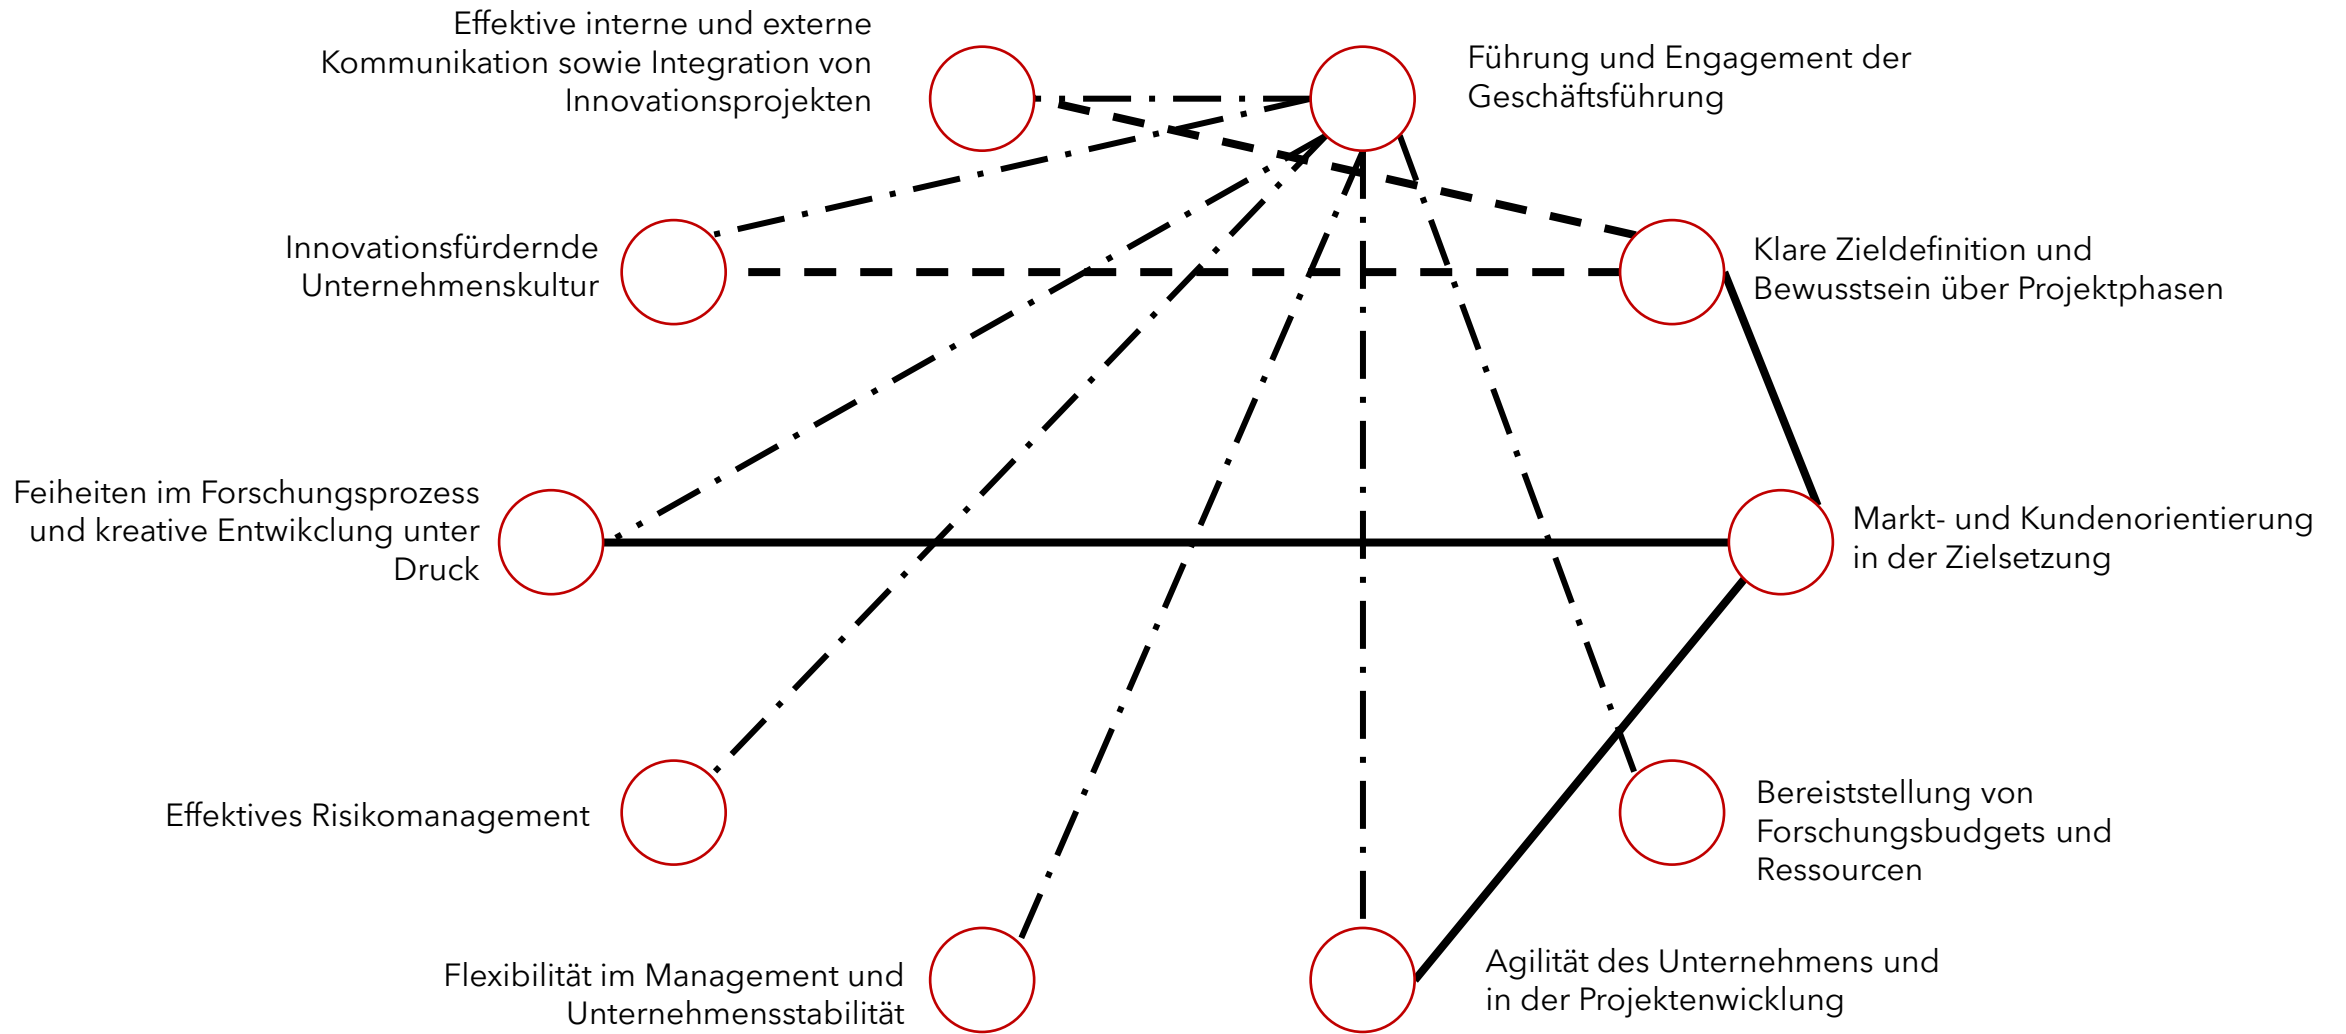 Effektive interne und externe
Kommunikation sowie Integration von
Innovationsprojekten
Führung und Engagement der
Geschäftsführung
Innovationsfürdernde
Unternehmenskultur
Klare Zieldefinition und
Bewusstsein über Projektphasen
Feiheiten im Forschungsprozess
und kreative Entwikclung unter
Druck
Markt- und Kundenorientierung
in der Zielsetzung
Effektives Risikomanagement
Bereiststellung von
Forschungsbudgets und
Ressourcen
Flexibilität im Management und
Unternehmensstabilität
Agilität des Unternehmens und
in der Projektenwicklung